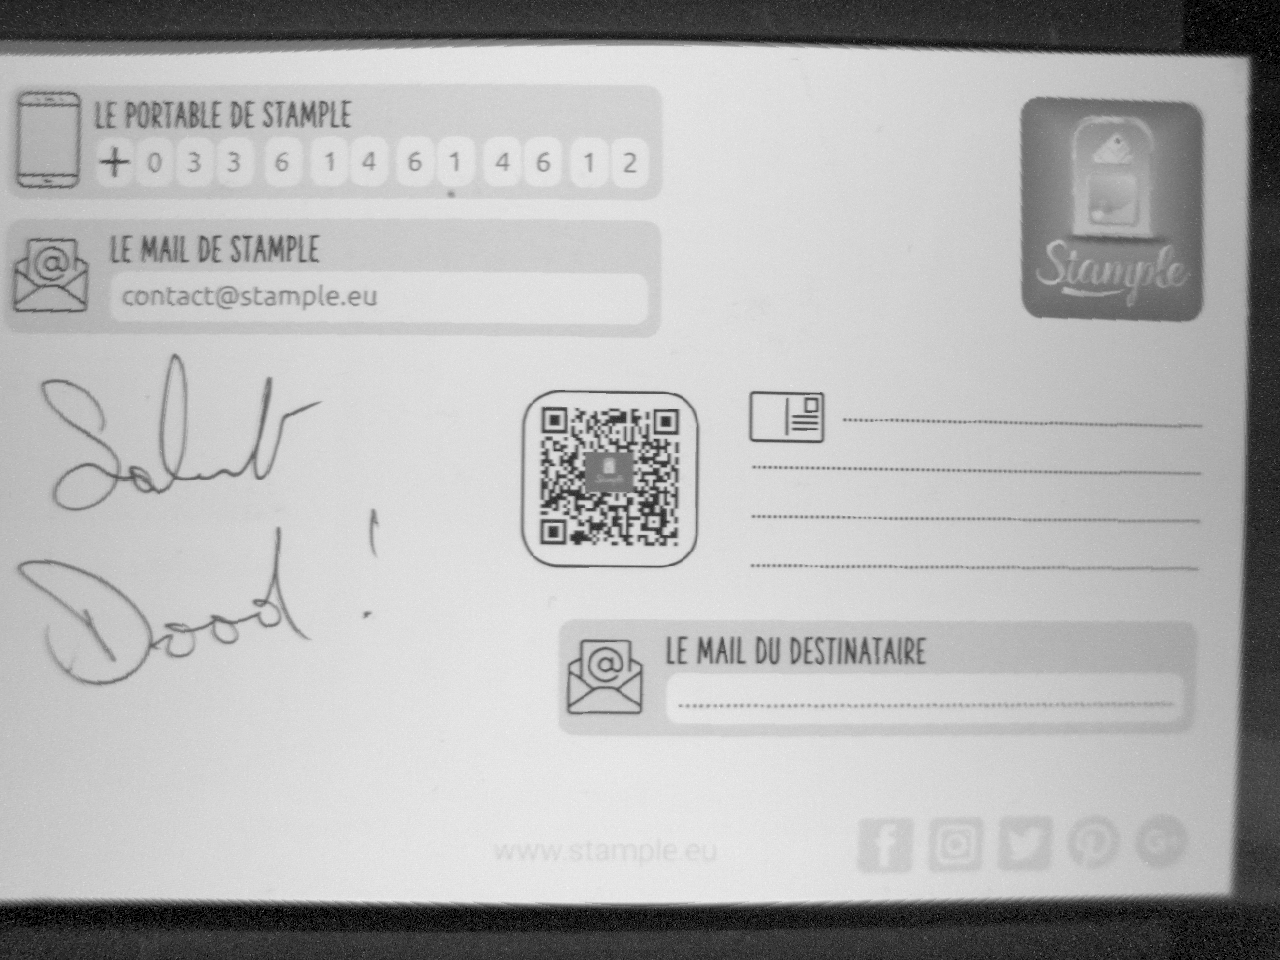 LE PORTABLE DE STAMPLE
+ 0 3 3 6 1 4 6 1 4 6 1 2
LE MAIL DE STAMPLE
contact@stample.eu
Stample
Salut
Dood !
LE MAIL DU DESTINATAIRE
www.stample.eu